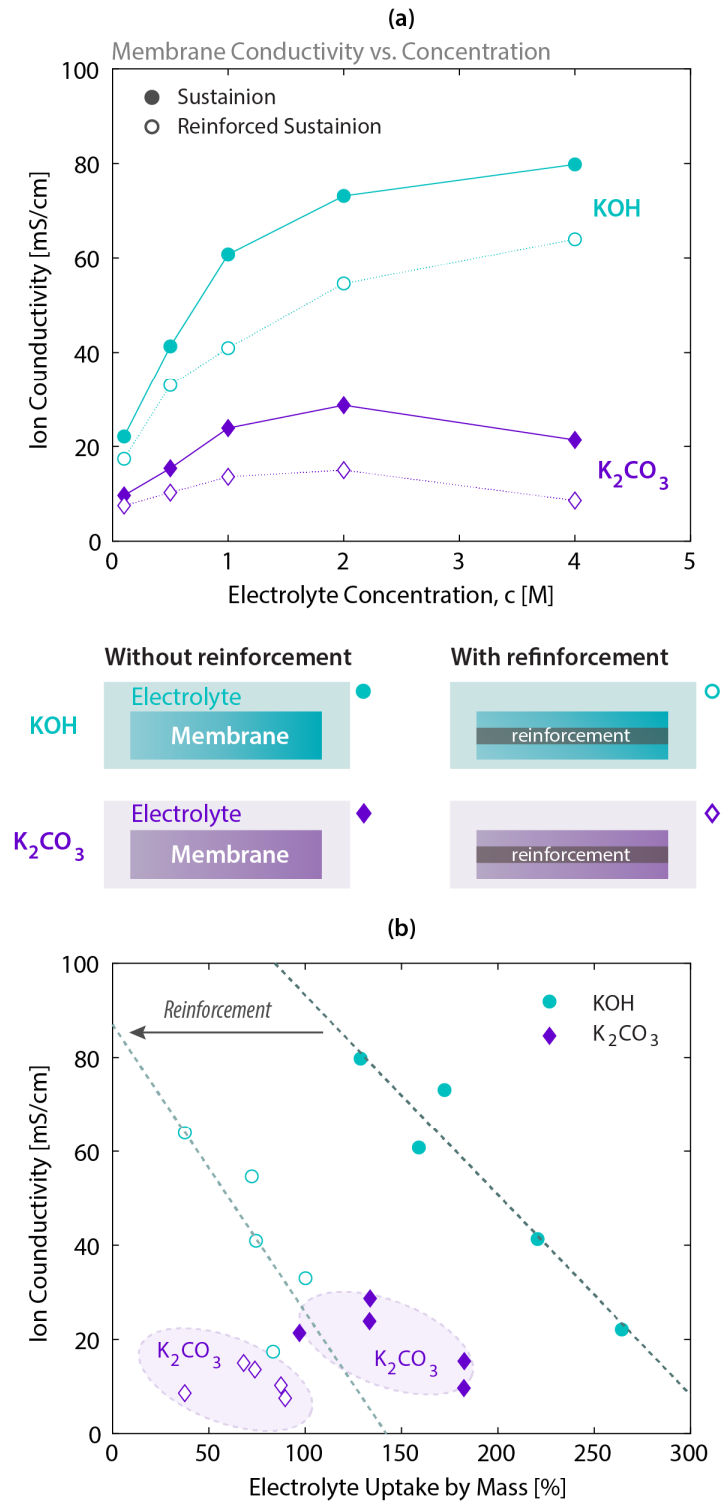 (a)
Membrane Conductivity vs. Concentration
100
80
60
40
20
0
Ion Counductivity [mS/cm]
Sustainion
Reinforced Sustainion
KOH
K2CO3
0
1
2
3
4
5
Electrolyte Concentration, c [M]
Without reinforcement
With refinforcement
KOH
Electrolyte
Membrane
reinforcement
K2CO3
Electrolyte
Membrane
reinforcement
(b)
100
80
60
40
20
0
Ion Counductivity [mS/cm]
Reinforcement
KOH
K2CO3
K2CO3
K2CO3
0
50
100
150
200
250
300
Electrolyte Uptake by Mass [%]